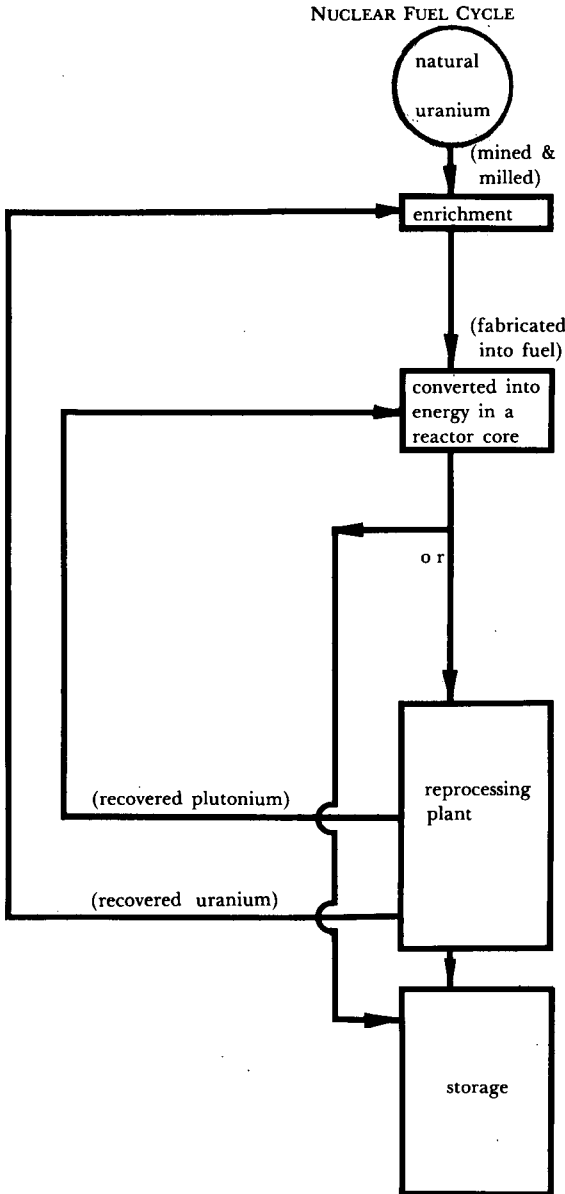 NUCLEAR FUEL CYCLE
natural
uranium
(mined &
milled)
enrichment
(fabricated
into fuel)
converted into
energy in a
reactor core
or
reprocessing
plant
(recovered plutonium)
(recovered uranium)
storage